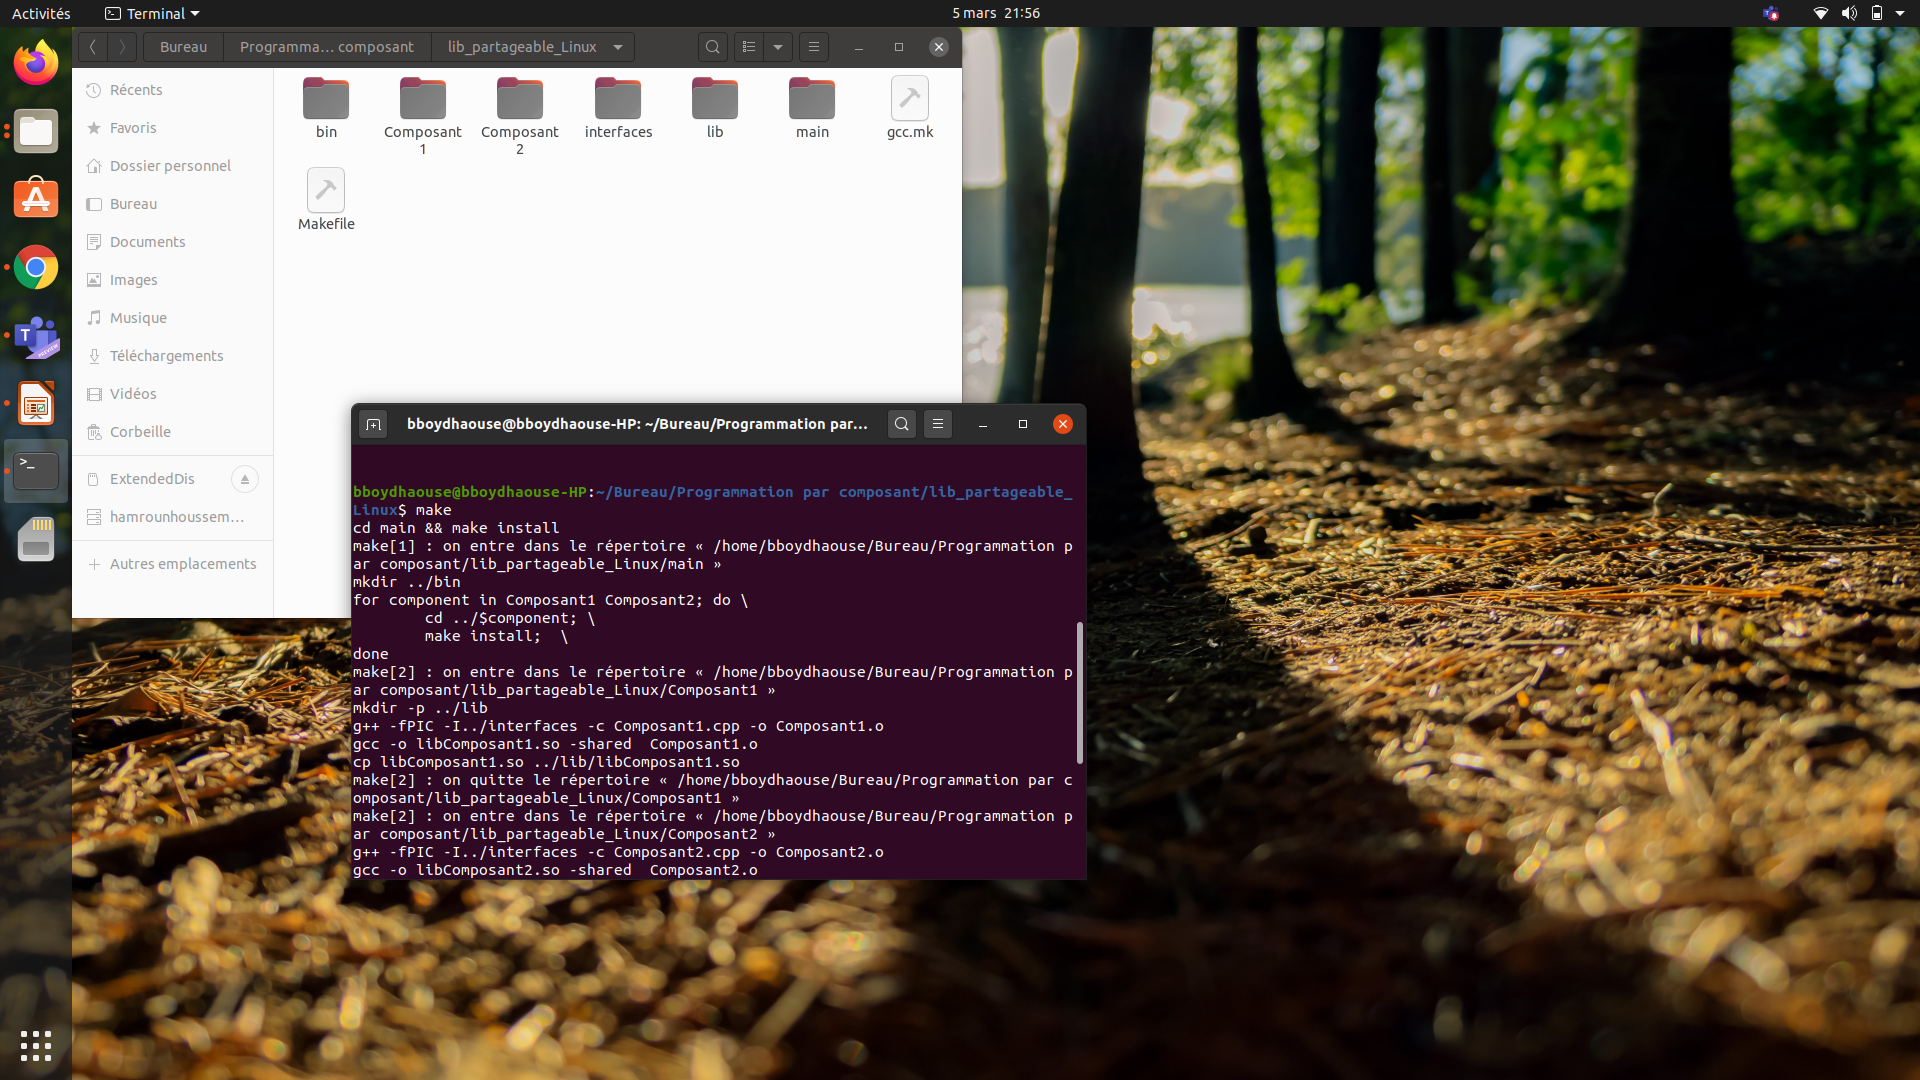 Activités
Terminal
5 mars 21:56
Bureau
Programma... composant
lib_partageable_Linux
Récents
Favoris
Dossier personnel
Bureau
Documents
Images
Musique
Téléchargements
Vidéos
Corbeille
ExtendedDis
hamrounhoussem...
Autres emplacements
bin
Composant
1
Composant
2
interfaces
lib
main
gcc.mk
Makefile
bboydhaouse@bboydhaouse-HP: ~/Bureau/Programmation par...
bboydhaouse@bboydhaouse-HP:~/Bureau/Programmation par composant/lib_partageable_
Linux$ make
cd main && make install
make[1] : on entre dans le répertoire « /home/bboydhaouse/Bureau/Programmation p
ar composant/lib_partageable_Linux/main »
mkdir ../bin
for component in Composant1 Composant2; do \
        cd ../$component; \
        make install;  \
done
make[2] : on entre dans le répertoire « /home/bboydhaouse/Bureau/Programmation p
ar composant/lib_partageable_Linux/Composant1 »
mkdir -p ../lib
g++ -fPIC -I../interfaces -c Composant1.cpp -o Composant1.o
gcc -o libComposant1.so -shared  Composant1.o
cp libComposant1.so ../lib/libComposant1.so
make[2] : on quitte le répertoire « /home/bboydhaouse/Bureau/Programmation par c
omposant/lib_partageable_Linux/Composant1 »
make[2] : on entre dans le répertoire « /home/bboydhaouse/Bureau/Programmation p
ar composant/lib_partageable_Linux/Composant2 »
g++ -fPIC -I../interfaces -c Composant2.cpp -o Composant2.o
gcc -o libComposant2.so -shared  Composant2.o